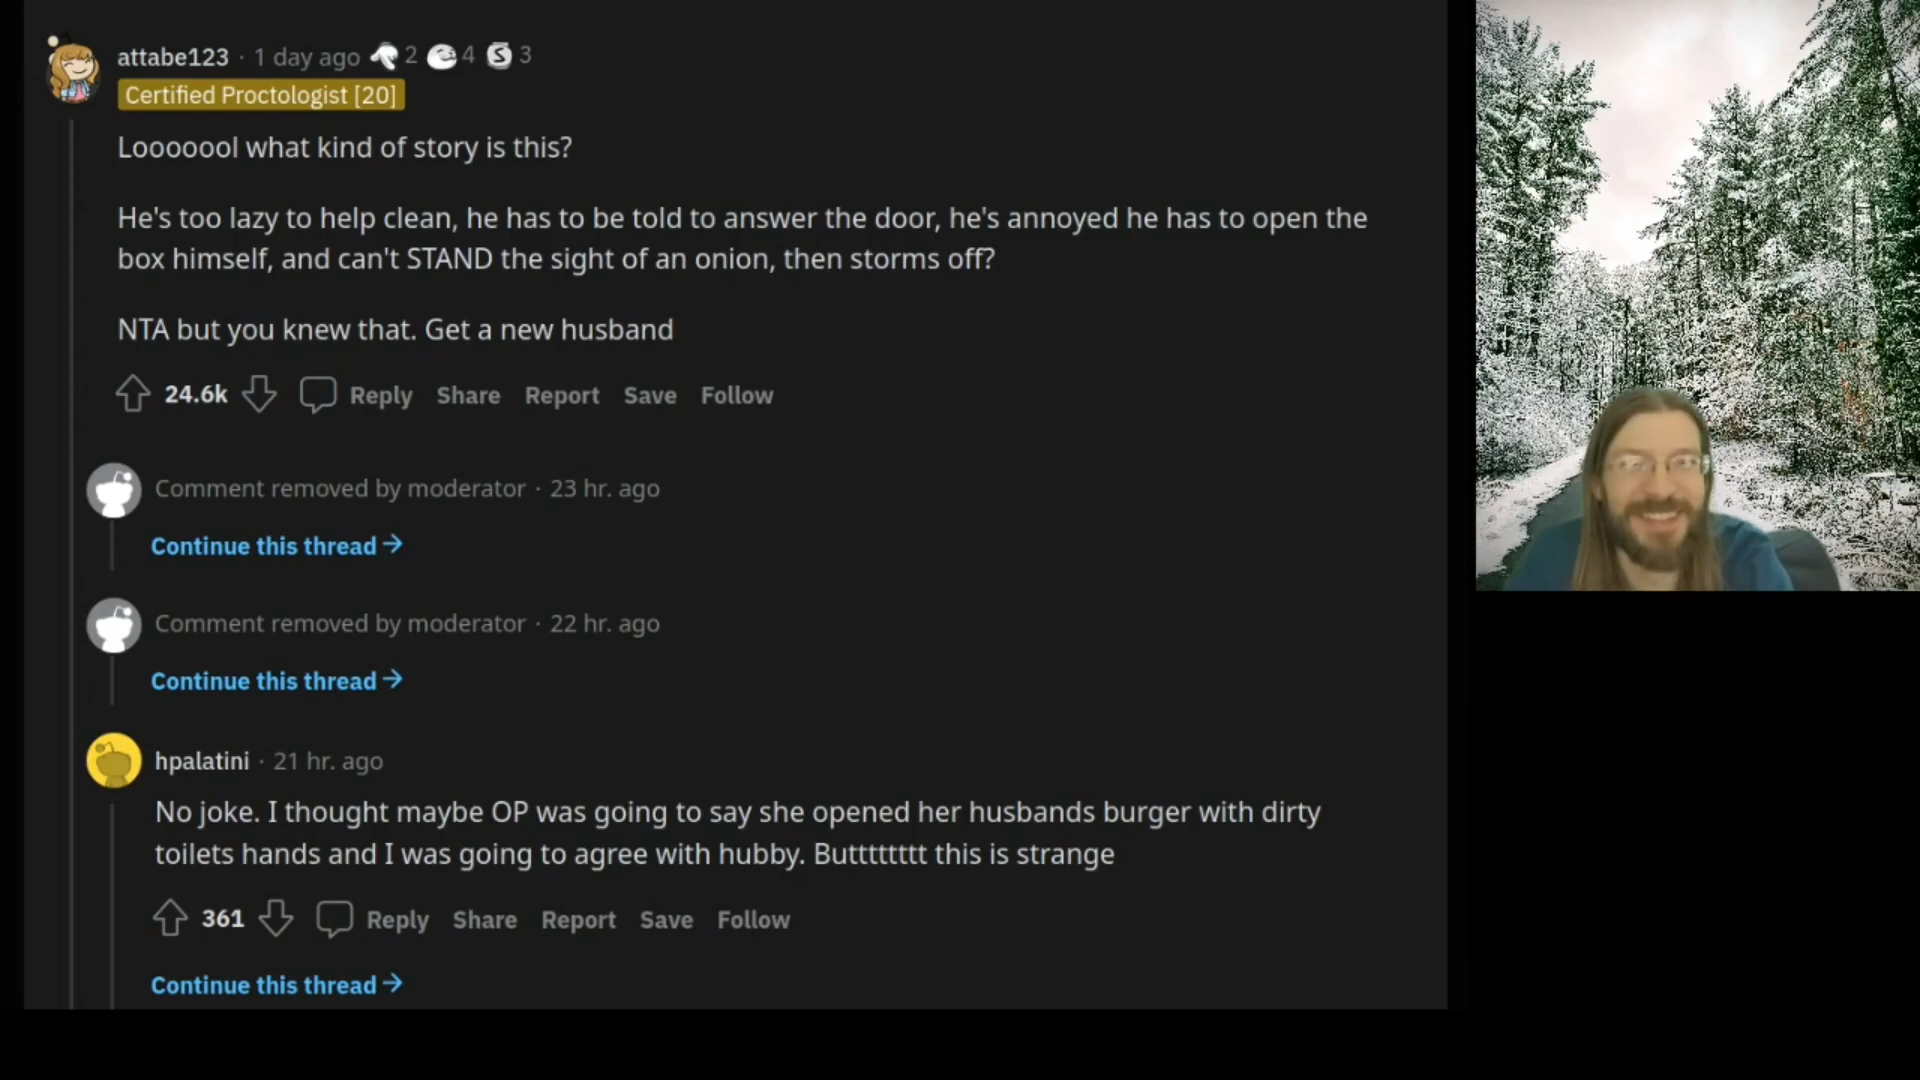 attabe123 · 1 day ago 2 4 S 3
Certified Proctologist [20]
Looooool what kind of story is this?
He's too lazy to help clean, he has to be told to answer the door, he's annoyed he has to open the
box himself, and can't STAND the sight of an onion, then storms off?
NTA but you knew that. Get a new husband
24.6k Reply Share Report Save Follow
Comment removed by moderator · 23 hr. ago
Continue this thread →
Comment removed by moderator · 22 hr. ago
Continue this thread →
hpalatini · 21 hr. ago
No joke. I thought maybe OP was going to say she opened her husbands burger with dirty
toilets hands and I was going to agree with hubby. Butttttttt this is strange
361 Reply Share Report Save Follow
Continue this thread →